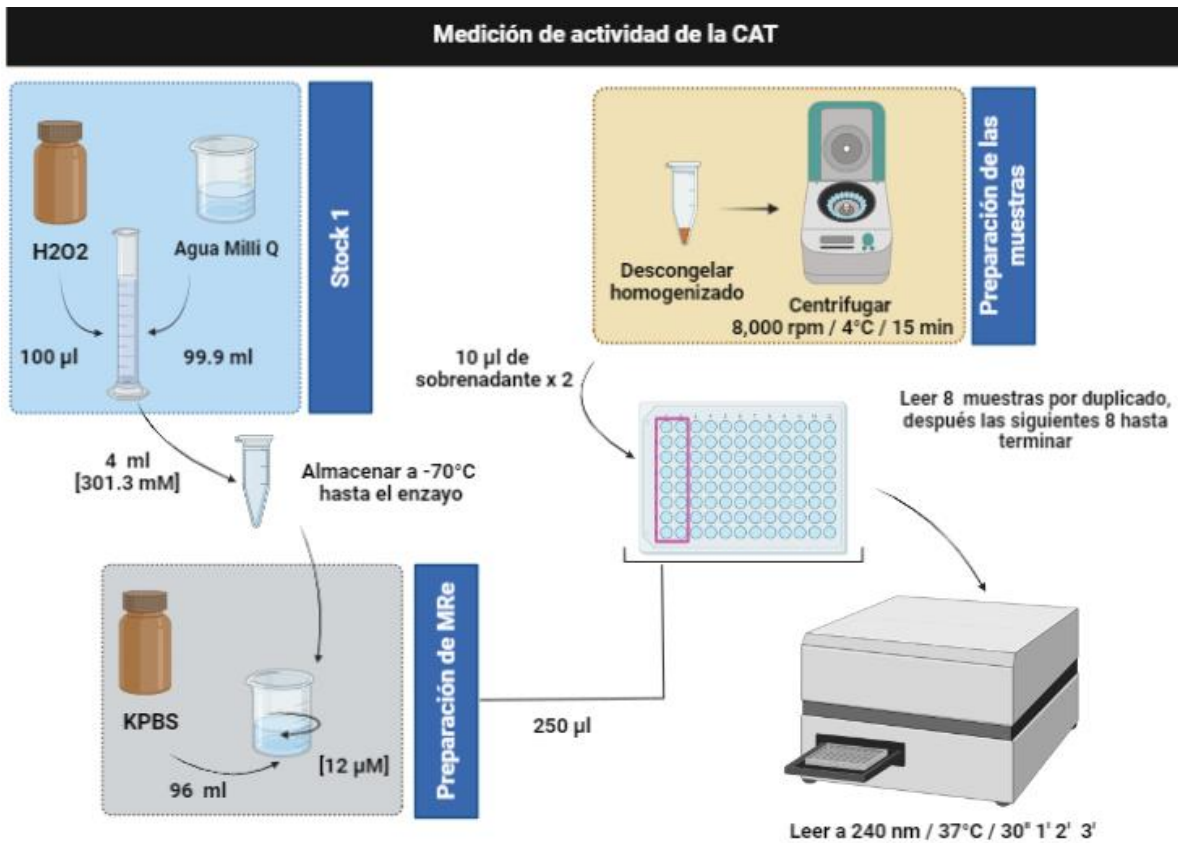 Medición de actividad de la CAT
H2O2
Agua Milli Q
100 µl
99.9 ml
Stock 1
4 ml
[301.3 mM]
Almacenar a -70°C
hasta el enzayo
KPBS
96 ml
[12 µM]
Preparación de MRe
250 µl
Descongelar
homogenizado
Centrifugar
8,000 rpm / 4°C / 15 min
Preparación de las
muestras
10 µl de
sobrenadante x 2
Leer 8 muestras por duplicado,
después las siguientes 8 hasta
terminar
Leer a 240 nm / 37°C / 30" 1' 2' 3'